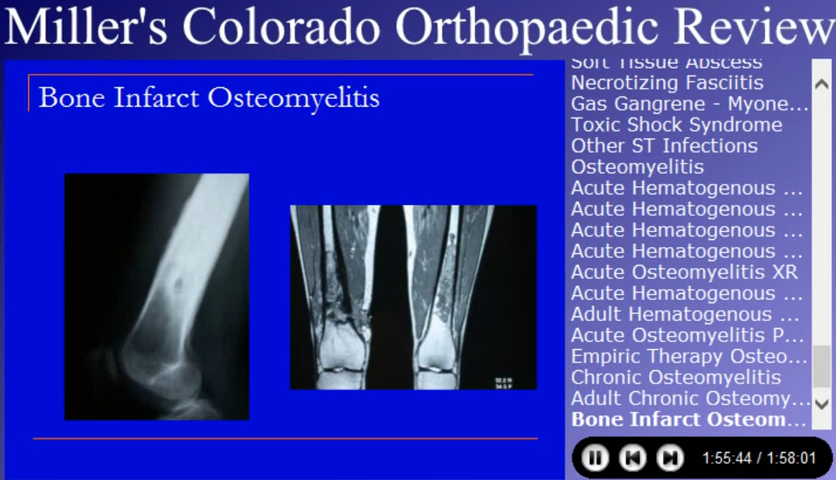 Miller's Colorado Orthopaedic Review
Bone Infarct Osteomyelitis
Soft Tissue Abscess
Necrotizing Fasciitis
Gas Gangrene - Myone...
Toxic Shock Syndrome
Other ST Infections
Osteomyelitis
Acute Hematogenous ...
Acute Hematogenous ...
Acute Hematogenous ...
Acute Hematogenous ...
Acute Osteomyelitis XR
Acute Hematogenous ...
Adult Hematogenous ...
Acute Osteomyelitis P...
Empiric Therapy Osteo...
Chronic Osteomyelitis
Adult Chronic Osteomy...
Bone Infarct Osteom...
1:55:44 / 1:58:01